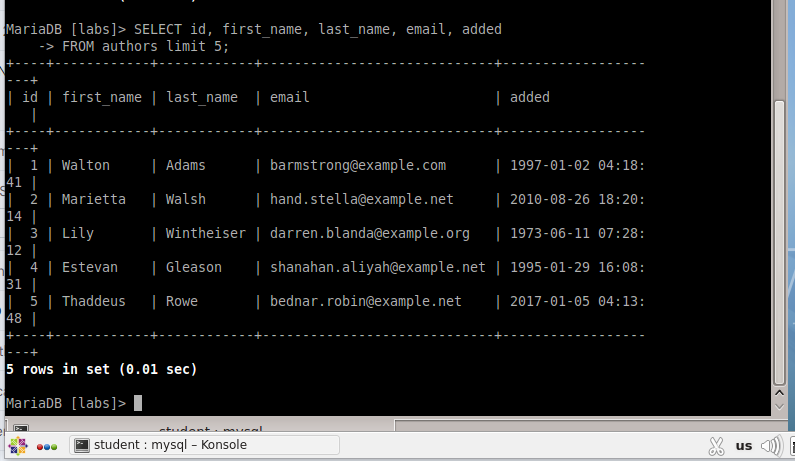 MariaDB [labs]> SELECT id, first_name, last_name, email, added
    -> FROM authors limit 5;
+----+------------+------------+-----------------------------+------------------
---+
| id | first_name | last_name  | email                       | added
   |
+----+------------+------------+-----------------------------+------------------
---+
|  1 | Walton     | Adams      | barmstrong@example.com      | 1997-01-02 04:18:
41 |
|  2 | Marietta   | Walsh      | hand.stella@example.net     | 2010-08-26 18:20:
14 |
|  3 | Lily       | Wintheiser | darren.blanda@example.org   | 1973-06-11 07:28:
12 |
|  4 | Estevan    | Gleason    | shanahan.aliyah@example.net | 1995-01-29 16:08:
31 |
|  5 | Thaddeus   | Rowe       | bednar.robin@example.net    | 2017-01-05 04:13:
48 |
+----+------------+------------+-----------------------------+------------------
---+
5 rows in set (0.01 sec)
MariaDB [labs]>
student : mysql
student : mysql – Konsole
us